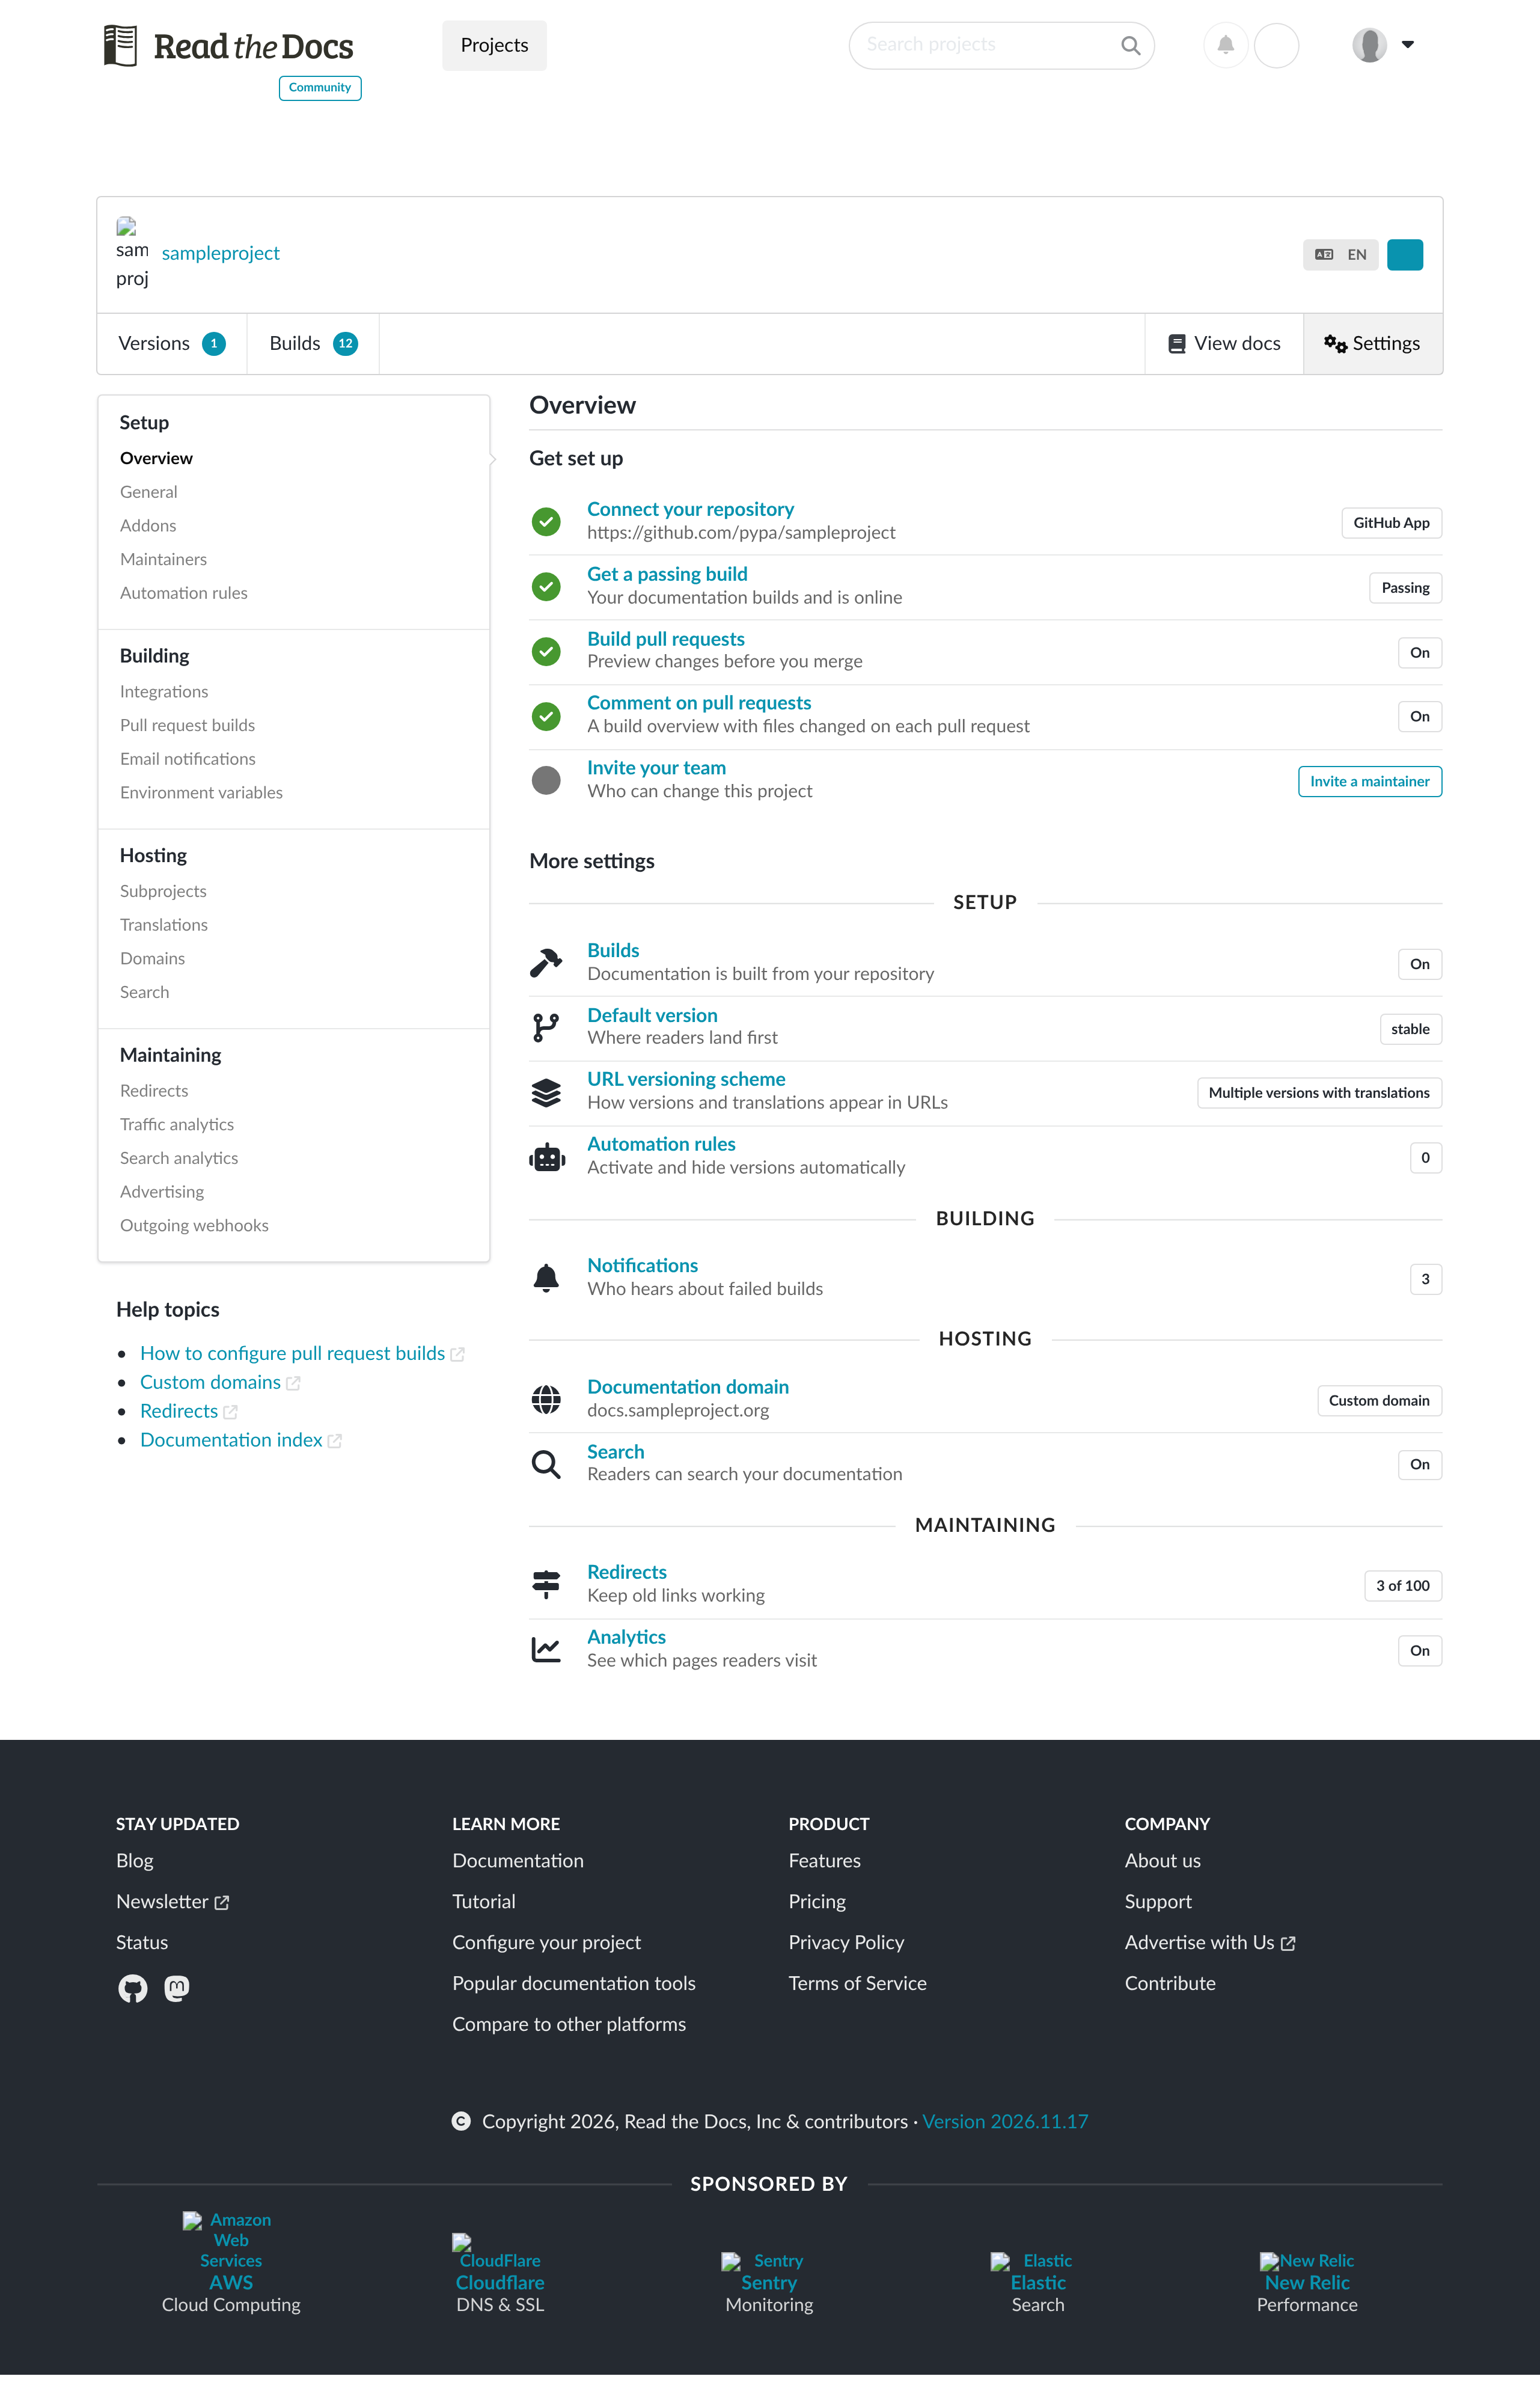 Read the Docs
Community
Projects
Search projects
sam
proj
sampleproject
EN
Versions 1
Builds 12
View docs
Settings
Setup
Overview
General
Addons
Maintainers
Automation rules
Building
Integrations
Pull request builds
Email notifications
Environment variables
Hosting
Subprojects
Translations
Domains
Search
Maintaining
Redirects
Traffic analytics
Search analytics
Advertising
Outgoing webhooks
Help topics
How to configure pull request builds
Custom domains
Redirects
Documentation index
Overview
Get set up
Connect your repository
https://github.com/pypa/sampleproject
GitHub App
Get a passing build
Your documentation builds and is online
Passing
Build pull requests
Preview changes before you merge
On
Comment on pull requests
A build overview with files changed on each pull request
On
Invite your team
Who can change this project
Invite a maintainer
More settings
SETUP
Builds
Documentation is built from your repository
On
Default version
Where readers land first
stable
URL versioning scheme
How versions and translations appear in URLs
Multiple versions with translations
Automation rules
Activate and hide versions automatically
0
BUILDING
Notifications
Who hears about failed builds
3
HOSTING
Documentation domain
docs.sampleproject.org
Custom domain
Search
Readers can search your documentation
On
MAINTAINING
Redirects
Keep old links working
3 of 100
Analytics
See which pages readers visit
On
STAY UPDATED
Blog
Newsletter
Status
LEARN MORE
Documentation
Tutorial
Configure your project
Popular documentation tools
Compare to other platforms
PRODUCT
Features
Pricing
Privacy Policy
Terms of Service
COMPANY
About us
Support
Advertise with Us
Contribute
Copyright 2026, Read the Docs, Inc & contributors · Version 2026.11.17
SPONSORED BY
Amazon
Web
Services
AWS
Cloud Computing
CloudFlare
Cloudflare
DNS & SSL
Sentry
Sentry
Monitoring
Elastic
Elastic
Search
New Relic
New Relic
Performance